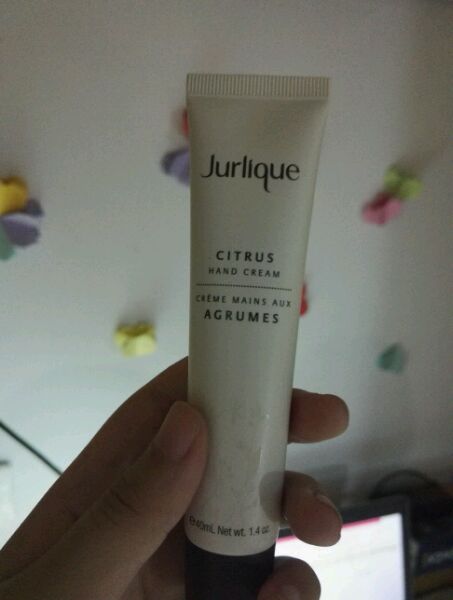 Jurlique
CITRUS
HAND CREAM
CRÈME MAINS AUX
AGRUMES
℮40mL Net wt. 1.4 oz.